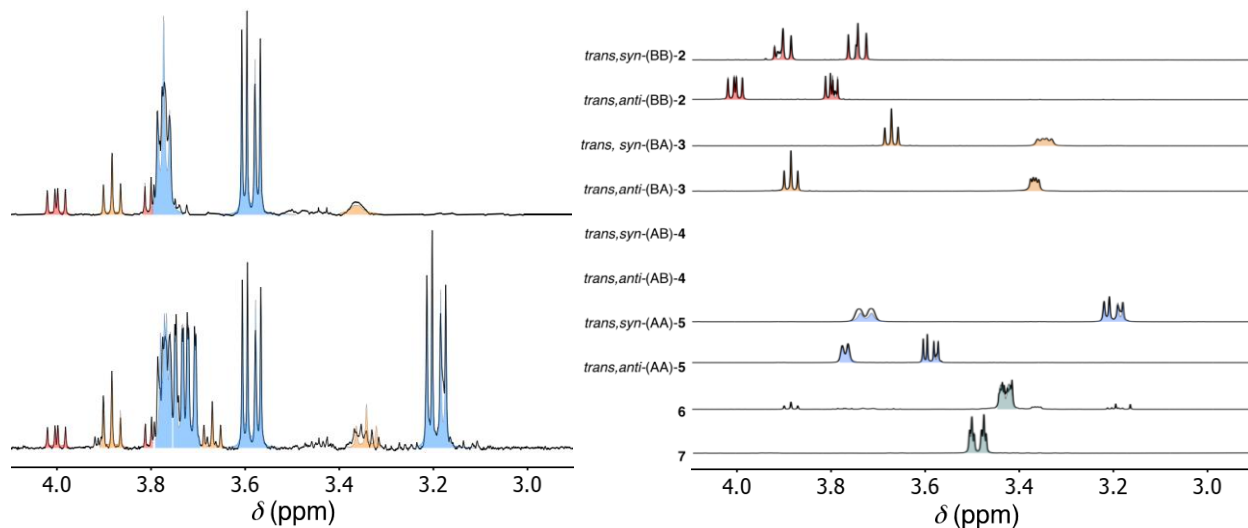 4.0 3.8 3.6 3.4 3.2 3.0
δ (ppm)
trans,syn-(BB)-2
trans,anti-(BB)-2
trans, syn-(BA)-3
trans,anti-(BA)-3
trans,syn-(AB)-4
trans,anti-(AB)-4
trans,syn-(AA)-5
trans,anti-(AA)-5
6
7
4.0 3.8 3.6 3.4 3.2 3.0
δ (ppm)